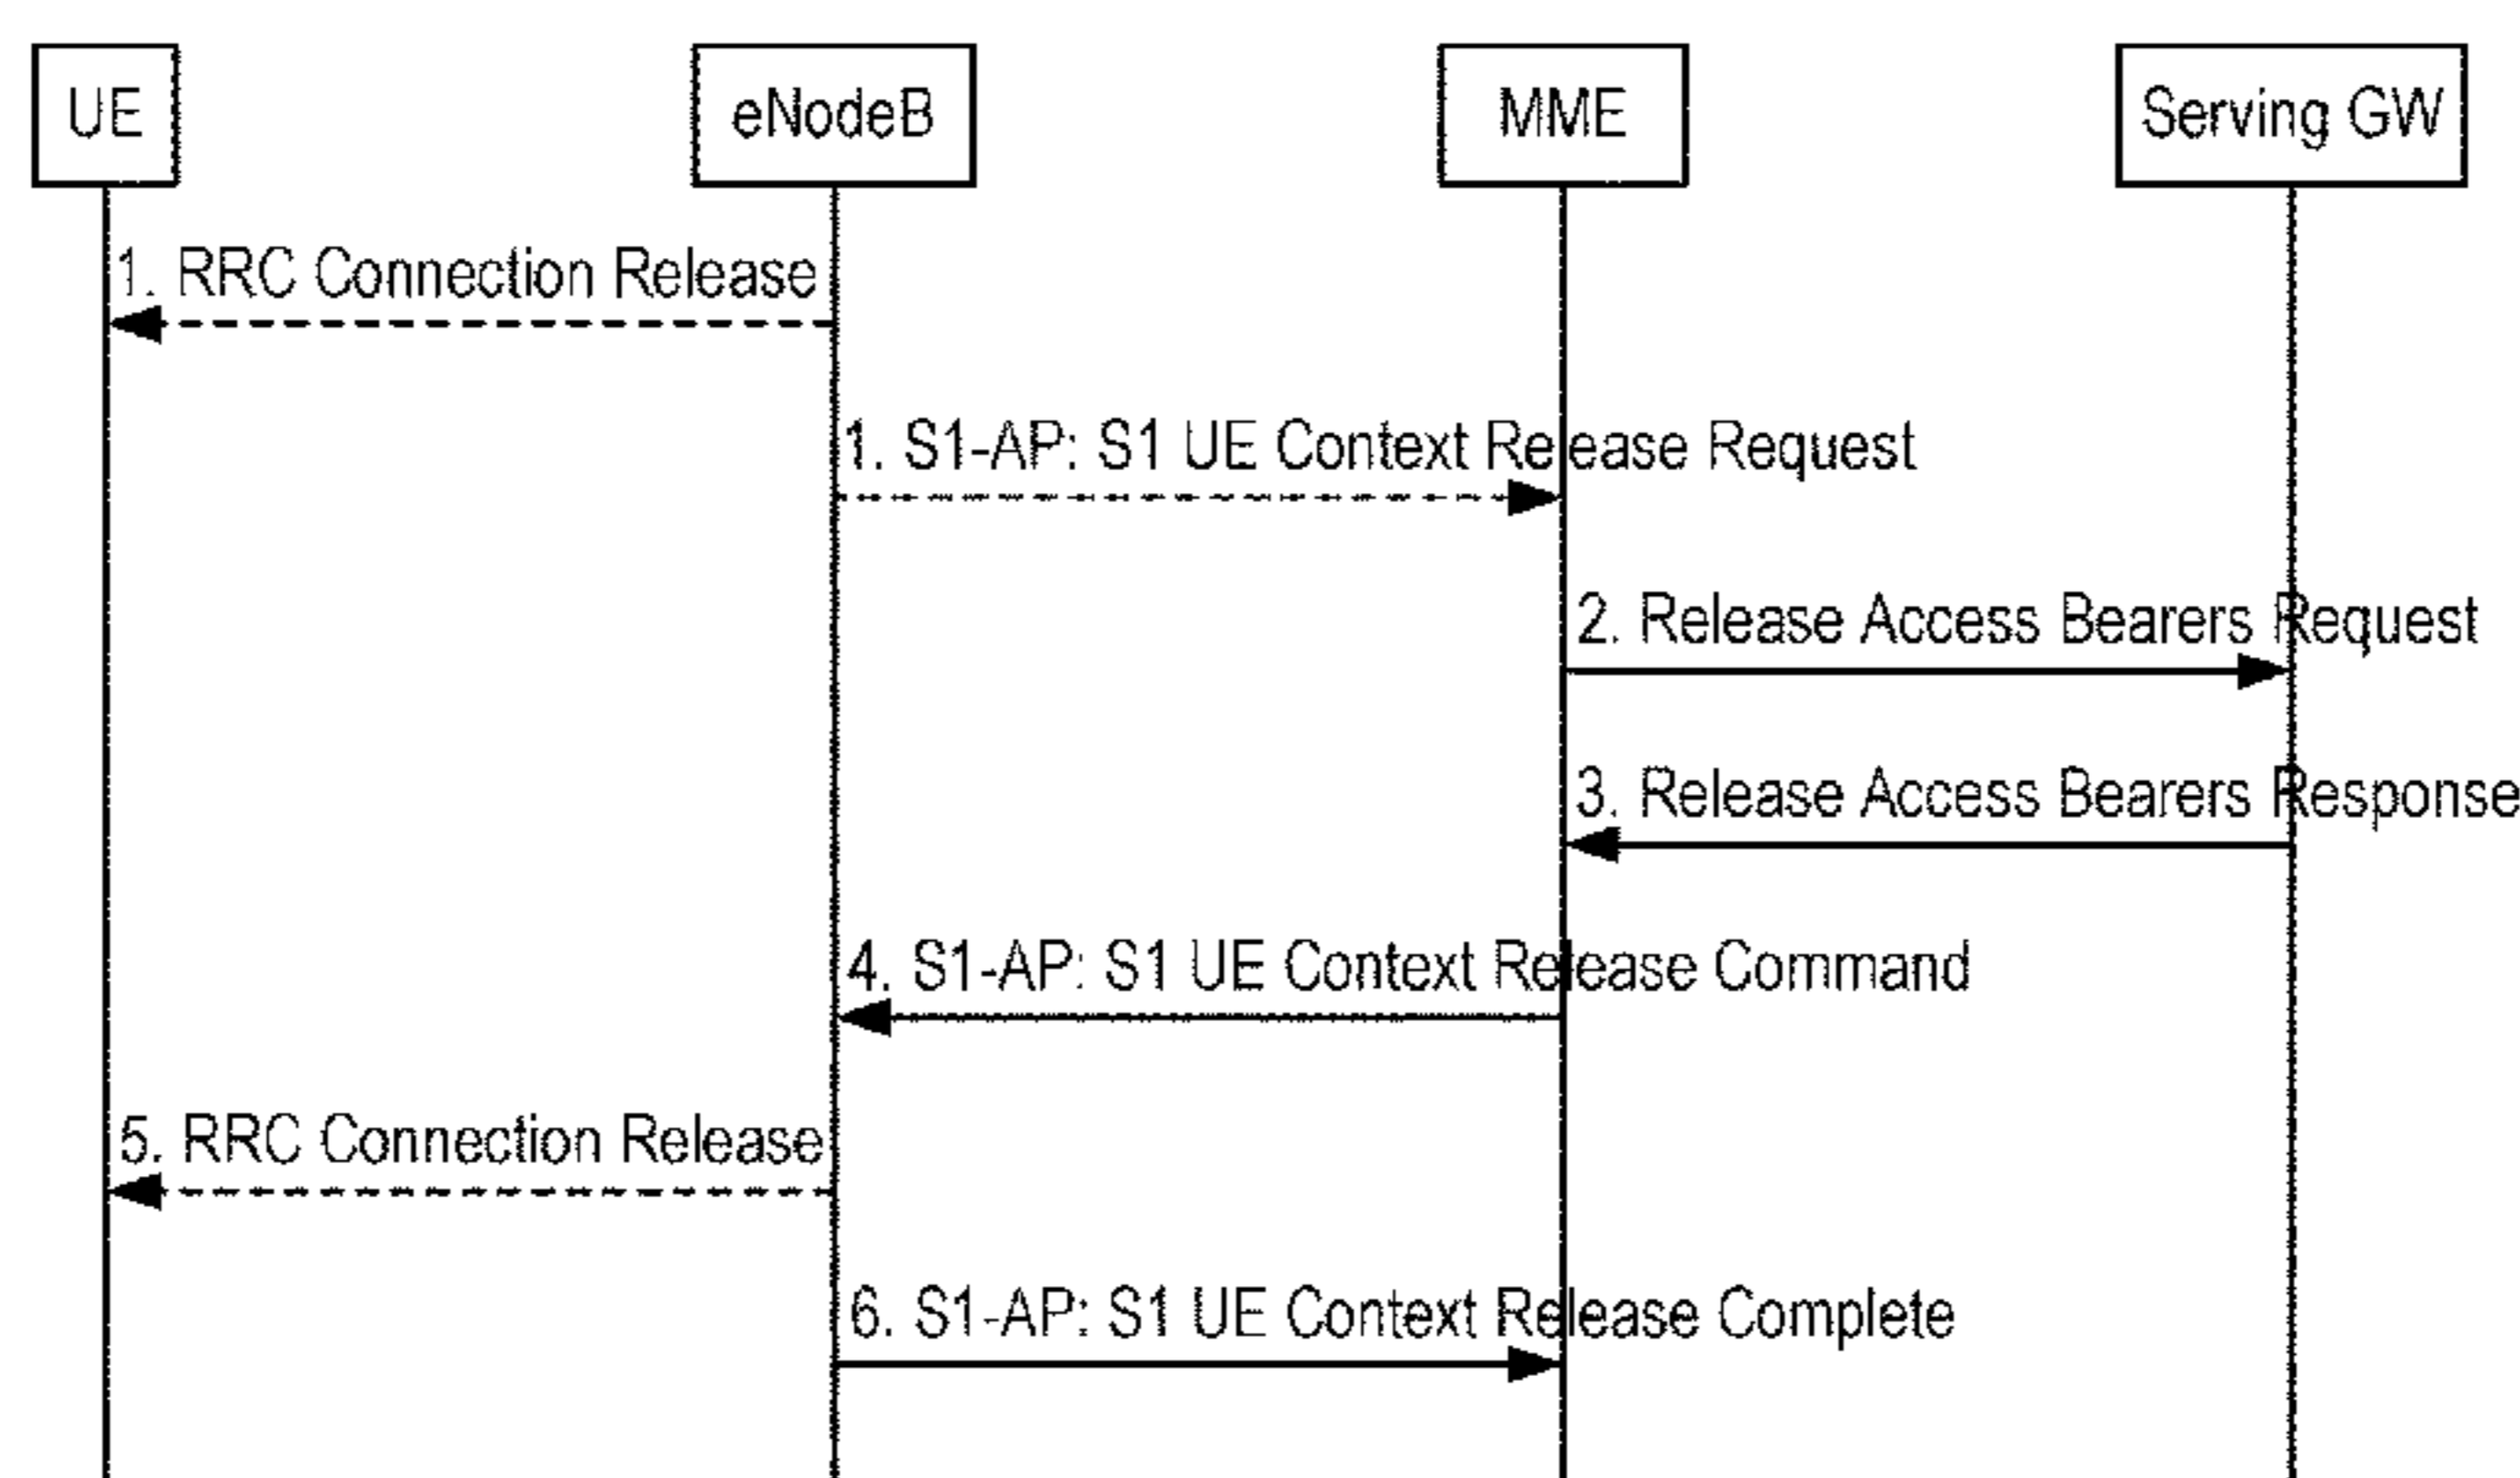 UE
eNodeB
MME
Serving GW
1. RRC Connection Release
1. S1-AP: S1 UE Context Release Request
2. Release Access Bearers Request
3. Release Access Bearers Response
4. S1-AP: S1 UE Context Release Command
5. RRC Connection Release
6. S1-AP: S1 UE Context Release Complete